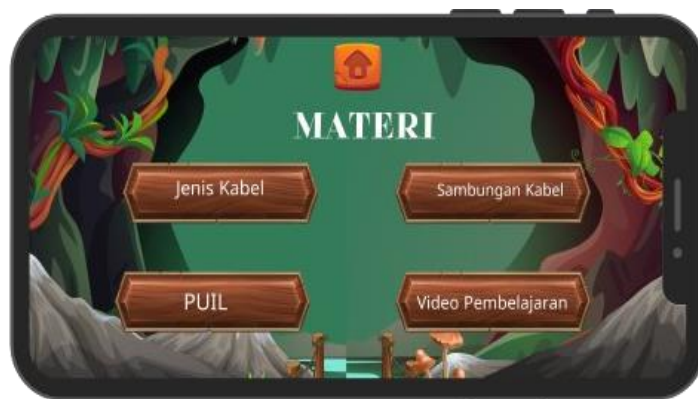 MATERI
Jenis Kabel
Sambungan Kabel
PUIL
Video Pembelajaran